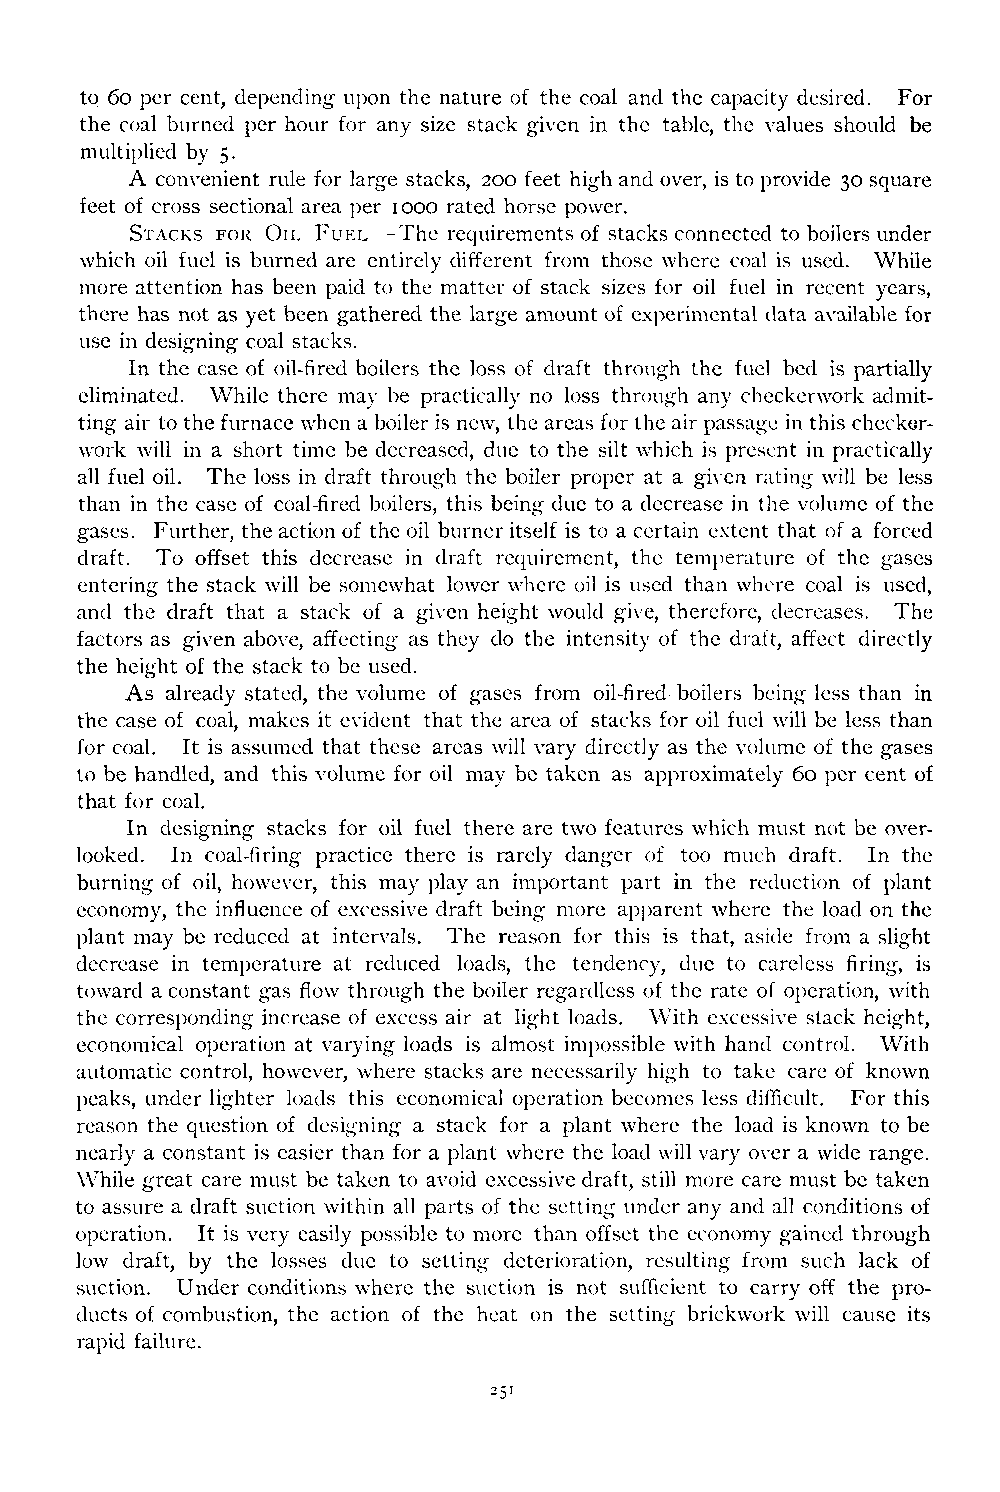 to 60 per cent, depending upon the nature of the coal and the capacity desired. For
the coal burned per hour for any size stack given in the table, the values should be
multiplied by 5.
A convenient rule for large stacks, 200 feet high and over, is to provide 30 square
feet of cross sectional area per 1000 rated horse power.
STACKS FOR OIL FUEL -The requirements of stacks connected to boilers under
which oil fuel is burned are entirely different from those where coal is used. While
more attention has been paid to the matter of stack sizes for oil fuel in recent years,
there has not as yet been gathered the large amount of experimental data available for
use in designing coal stacks.
In the case of oil-fired boilers the loss of draft through the fuel bed is partially
eliminated. While there may be practically no loss through any checkerwork admit-
ting air to the furnace when a boiler is new, the areas for the air passage in this checker-
work will in a short time be decreased, due to the silt which is present in practically
all fuel oil. The loss in draft through the boiler proper at a given rating will be less
than in the case of coal-fired boilers, this being due to a decrease in the volume of the
gases. Further, the action of the oil burner itself is to a certain extent that of a forced
draft. To offset this decrease in draft requirement, the temperature of the gases
entering the stack will be somewhat lower where oil is used than where coal is used,
and the draft that a stack of a given height would give, therefore, decreases. The
factors as given above, affecting as they do the intensity of the draft, affect directly
the height of the stack to be used.
As already stated, the volume of gases from oil-fired boilers being less than in
the case of coal, makes it evident that the area of stacks for oil fuel will be less than
for coal. It is assumed that these areas will vary directly as the volume of the gases
to be handled, and this volume for oil may be taken as approximately 60 per cent of
that for coal.
In designing stacks for oil fuel there are two features which must not be over-
looked. In coal-firing practice there is rarely danger of too much draft. In the
burning of oil, however, this may play an important part in the reduction of plant
economy, the influence of excessive draft being more apparent where the load on the
plant may be reduced at intervals. The reason for this is that, aside from a slight
decrease in temperature at reduced loads, the tendency, due to careless firing, is
toward a constant gas flow through the boiler regardless of the rate of operation, with
the corresponding increase of excess air at light loads. With excessive stack height,
economical operation at varying loads is almost impossible with hand control. With
automatic control, however, where stacks are necessarily high to take care of known
peaks, under lighter loads this economical operation becomes less difficult. For this
reason the question of designing a stack for a plant where the load is known to be
nearly a constant is easier than for a plant where the load will vary over a wide range.
While great care must be taken to avoid excessive draft, still more care must be taken
to assure a draft suction within all parts of the setting under any and all conditions of
operation. It is very easily possible to more than offset the economy gained through
low draft, by the losses due to setting deterioration, resulting from such lack of
suction. Under conditions where the suction is not sufficient to carry off the pro-
ducts of combustion, the action of the heat on the setting brickwork will cause its
rapid failure.
251